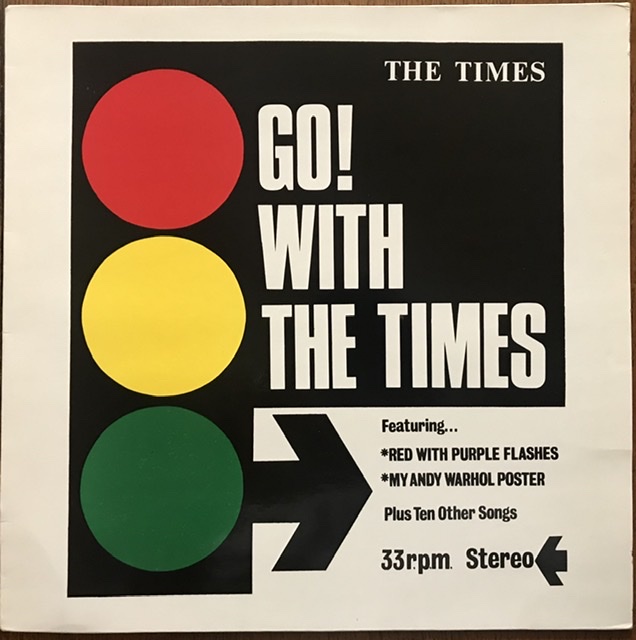 THE TIMES
GO!
WITH
THE TIMES
Featuring...
*RED WITH PURPLE FLASHES
*MY ANDY WARHOL POSTER
Plus Ten Other Songs
33r.p.m. Stereo